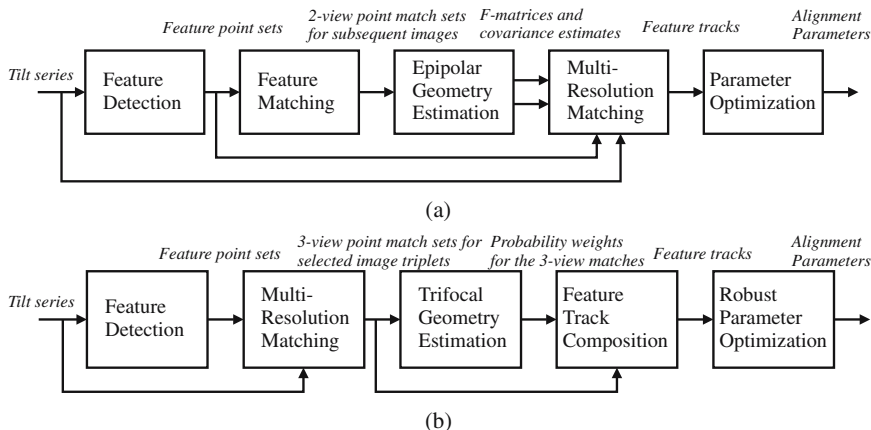 Feature point sets
2-view point match sets
for subsequent images
F-matrices and
covariance estimates
Feature tracks
Alignment
Parameters
Tilt series
Feature
Detection
Feature
Matching
Epipolar
Geometry
Estimation
Multi-
Resolution
Matching
Parameter
Optimization
(a)
Feature point sets
3-view point match sets for
selected image triplets
Probability weights
for the 3-view matches
Feature tracks
Alignment
Parameters
Tilt series
Feature
Detection
Multi-
Resolution
Matching
Trifocal
Geometry
Estimation
Feature
Track
Composition
Robust
Parameter
Optimization
(b)